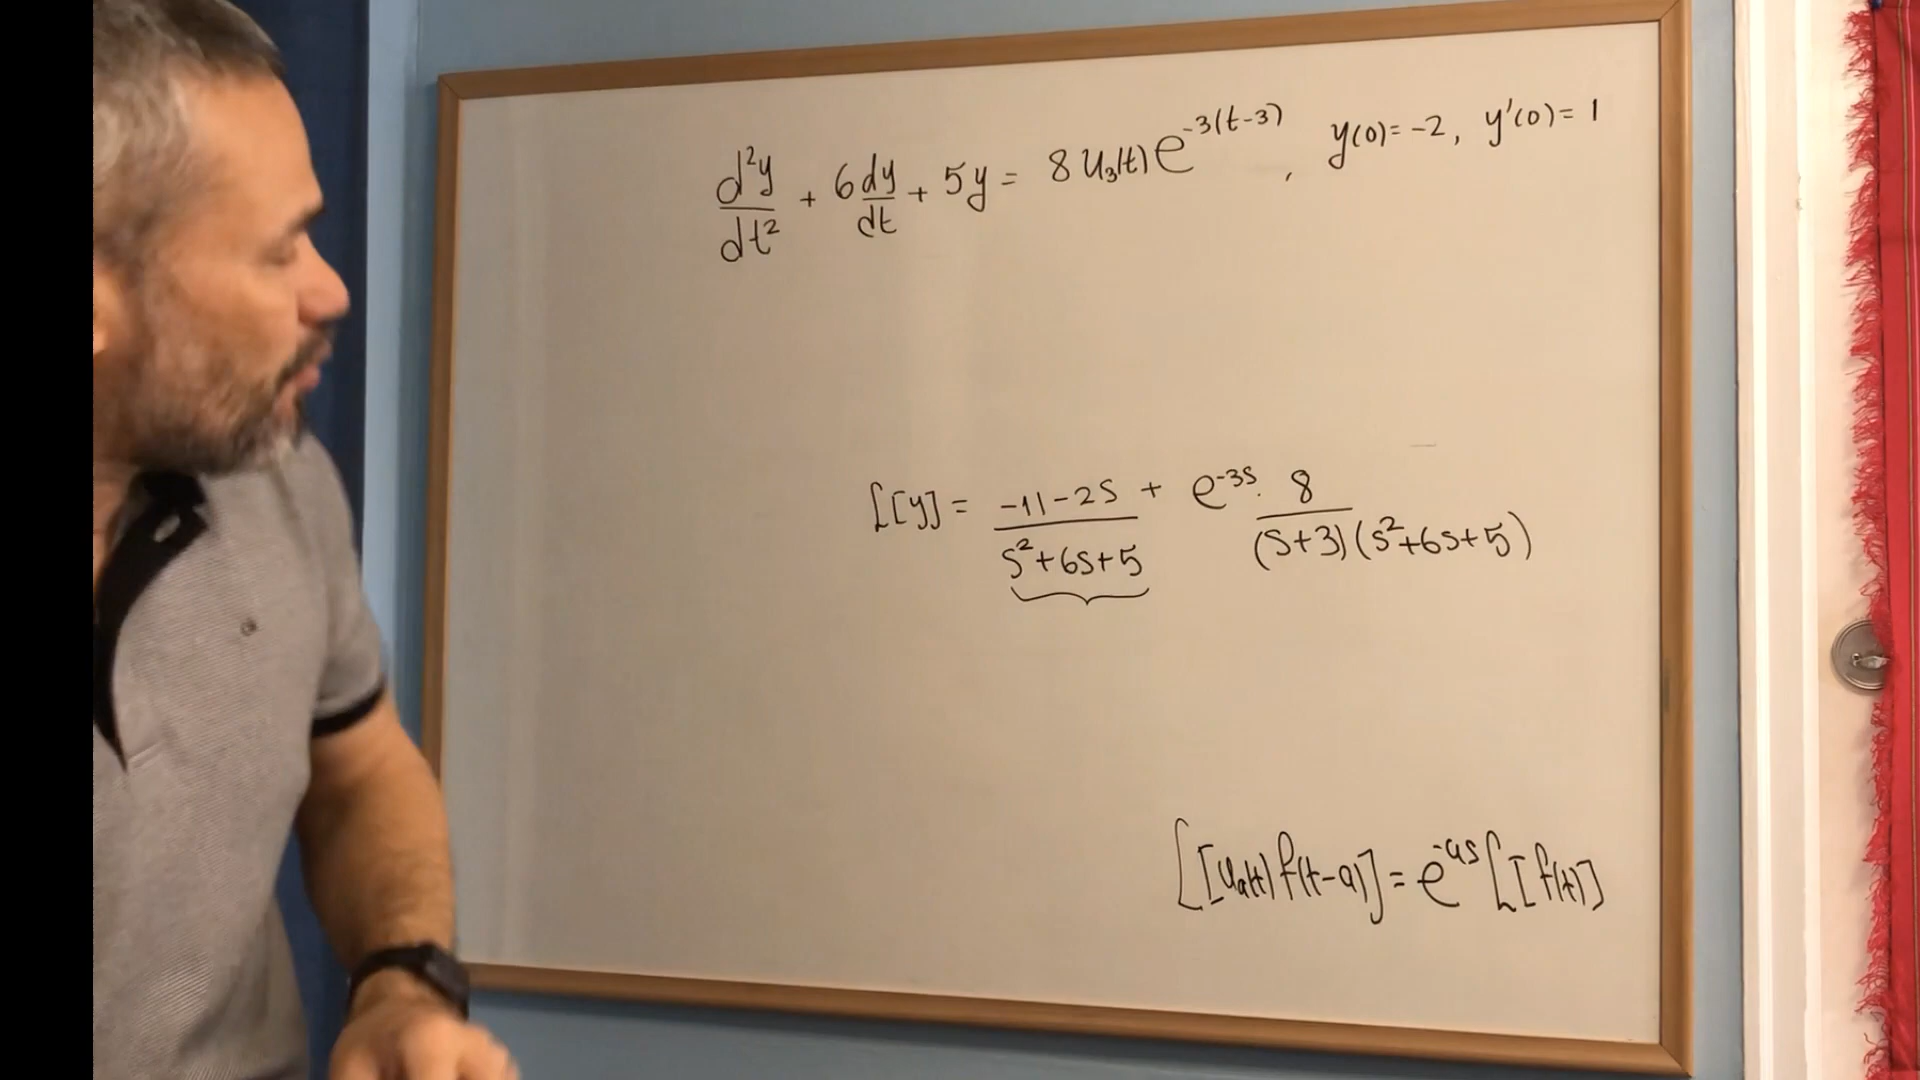 d²y/dt² + 6 dy/dt + 5y = 8 u₃(t) e^{-3(t-3)} , y(0) = -2, y'(0) = 1
ℒ[y] = (-11-2s)/(s²+6s+5) + e^{-3s} · 8/((s+3)(s²+6s+5))
ℒ[uₐ(t) f(t-a)] = e^{-as} ℒ[f(t)]